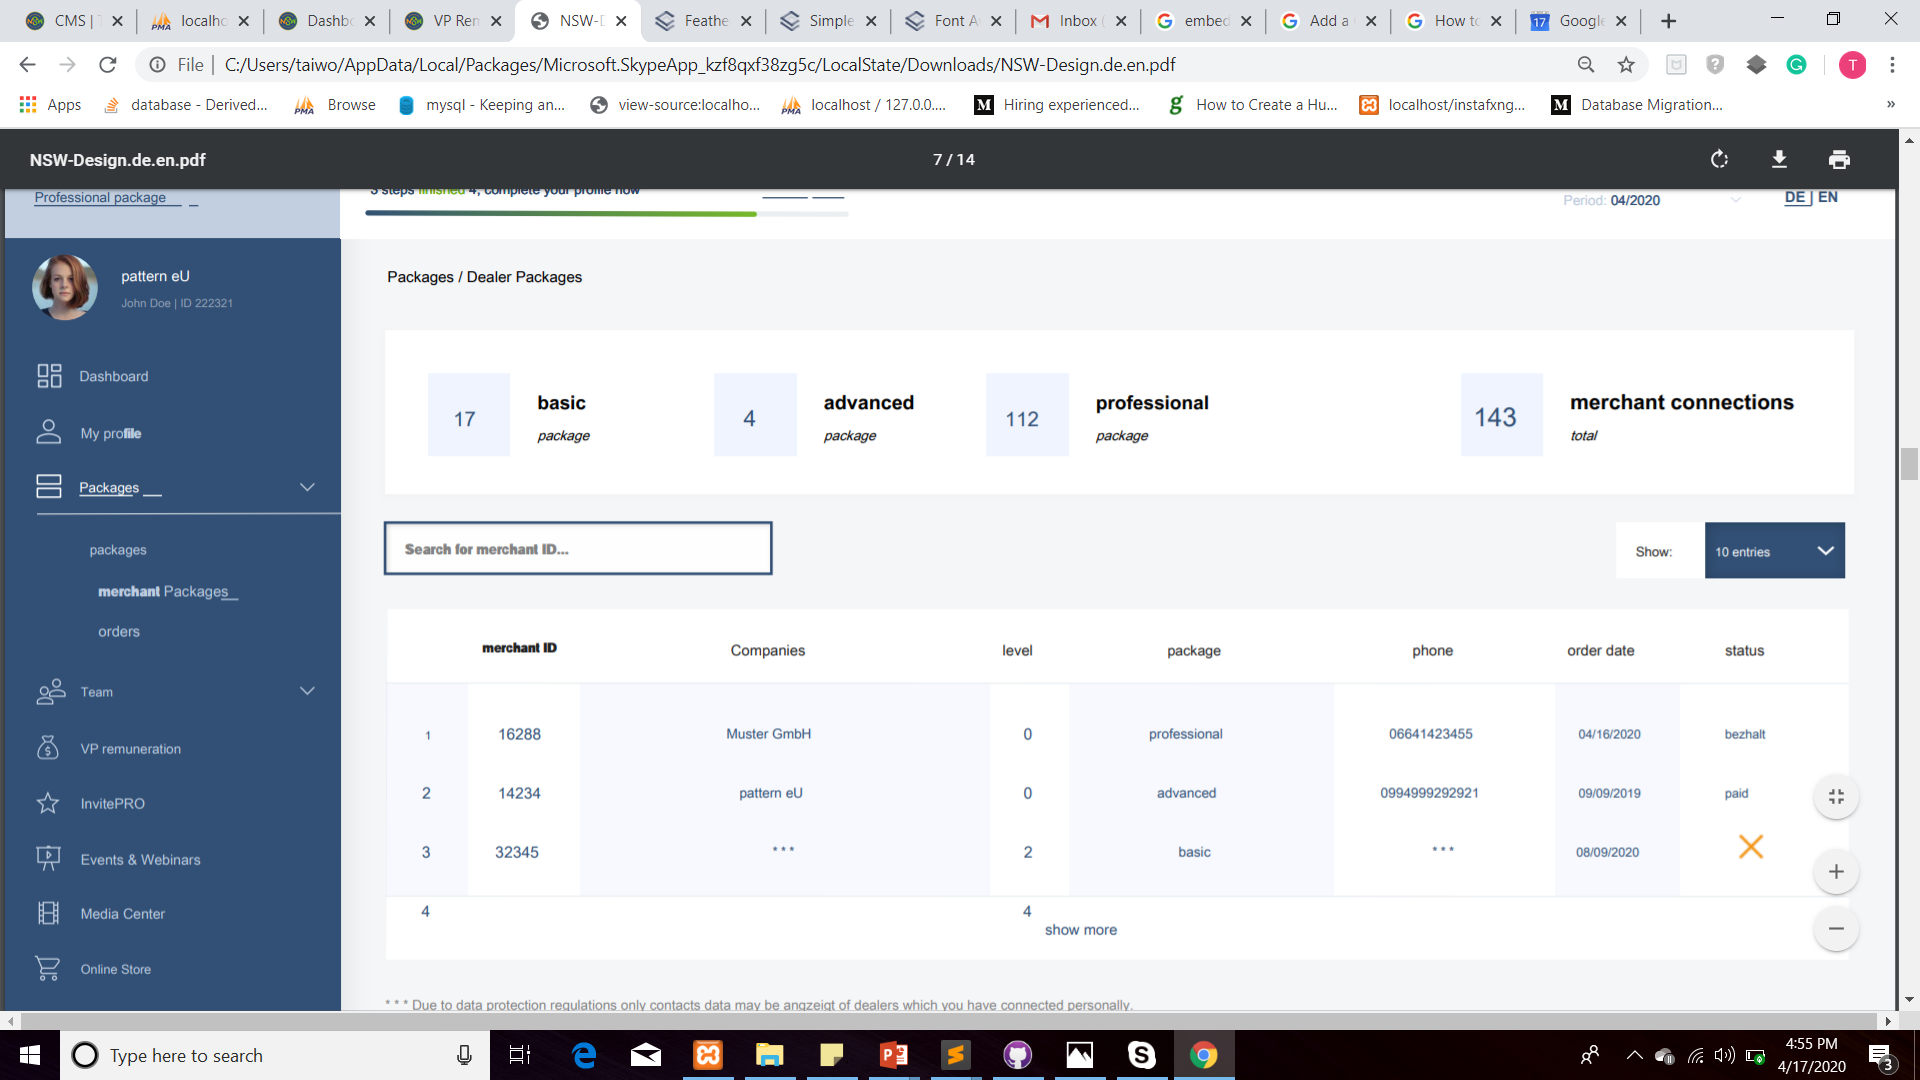 CMS | T
localho
Dashbo
VP Ren
NSW-D
Feathe
Simple
Font A
Inbox (
embed
Add a
How to
Google
File | C:/Users/taiwo/AppData/Local/Packages/Microsoft.SkypeApp_kzf8qxf38zg5c/LocalState/Downloads/NSW-Design.de.en.pdf
T
Apps
database - Derived...
Browse
mysql - Keeping an...
view-source:localho...
localhost / 127.0.0....
Hiring experienced...
How to Create a Hu...
localhost/instafxng...
Database Migration...
»
NSW-Design.de.en.pdf
7 / 14
Professional package
3 steps finished 4, complete your profile now
Period: 04/2020
DE | EN
pattern eU
John Doe | ID 222321
Dashboard
My profile
Packages
packages
merchant Packages
orders
Team
VP remuneration
InvitePRO
Events & Webinars
Media Center
Online Store
Packages / Dealer Packages
17 basic package
4 advanced package
112 professional package
143 merchant connections total
Search for merchant ID...
Show: 10 entries
merchant ID Companies level package phone order date status
1 16288 Muster GmbH 0 professional 06641423455 04/16/2020 bezhalt
2 14234 pattern eU 0 advanced 0994999292921 09/09/2019 paid
3 32345 * * * 2 basic * * * 08/09/2020
4 4
show more
* * * Due to data protection regulations only contacts data may be angzeigt of dealers which you have connected personally.
Type here to search
4:55 PM
4/17/2020
3